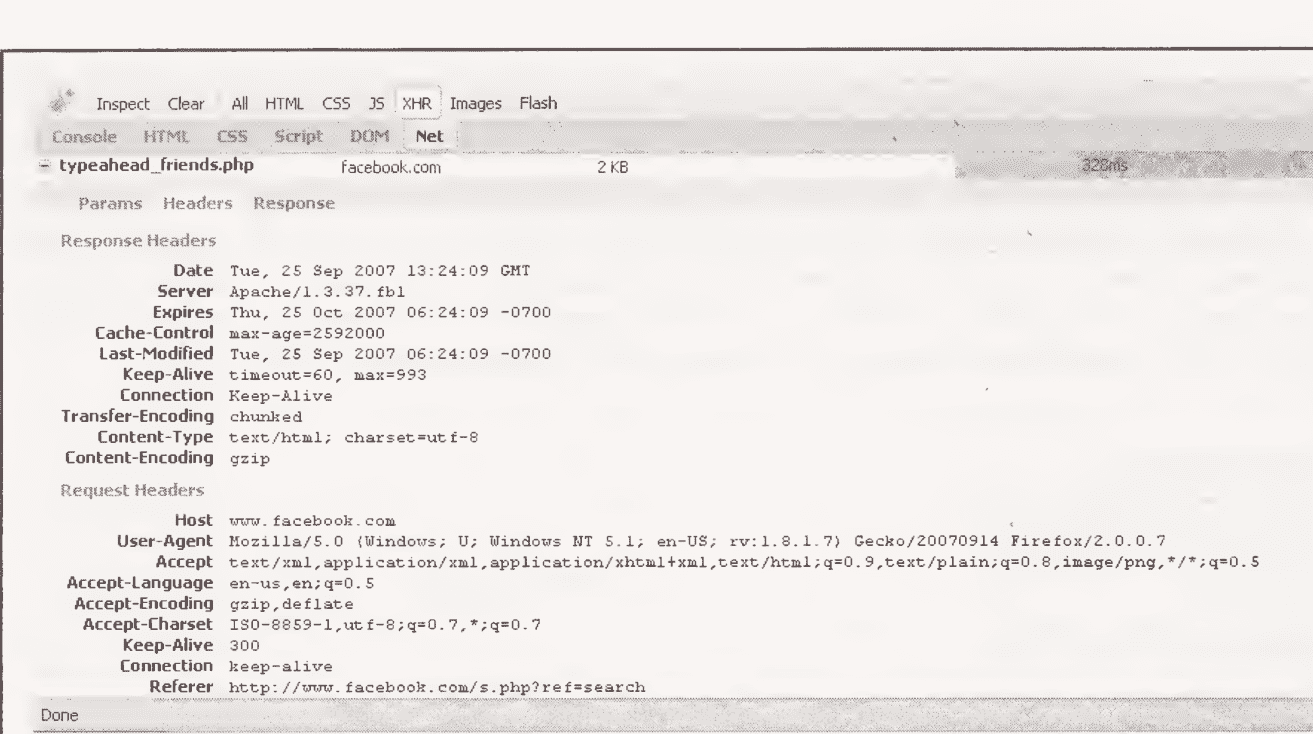 Inspect Clear All HTML CSS JS XHR Images Flash
Console HTML CSS Script DOM Net
typeahead_friends.php facebook.com 2 KB 328ms
Params Headers Response
Response Headers
Date Tue, 25 Sep 2007 13:24:09 GMT
Server Apache/1.3.37.fb1
Expires Thu, 25 Oct 2007 06:24:09 -0700
Cache-Control max-age=2592000
Last-Modified Tue, 25 Sep 2007 06:24:09 -0700
Keep-Alive timeout=60, max=993
Connection Keep-Alive
Transfer-Encoding chunked
Content-Type text/html; charset=utf-8
Content-Encoding gzip
Request Headers
Host www.facebook.com
User-Agent Mozilla/5.0 (Windows; U; Windows NT 5.1; en-US; rv:1.8.1.7) Gecko/20070914 Firefox/2.0.0.7
Accept text/xml,application/xml,application/xhtml+xml,text/html;q=0.9,text/plain;q=0.8,image/png,*/*;q=0.5
Accept-Language en-us,en;q=0.5
Accept-Encoding gzip,deflate
Accept-Charset ISO-8859-1,utf-8;q=0.7,*;q=0.7
Keep-Alive 300
Connection keep-alive
Referer http://www.facebook.com/s.php?ref=search
Done